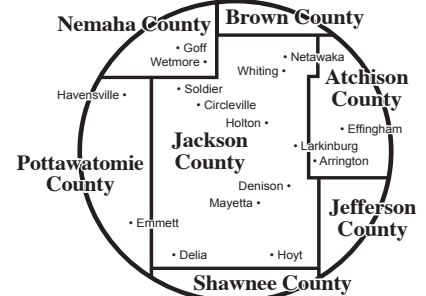 Nemaha County
Brown County
• Goff
Wetmore •
• Netawaka
Whiting •
Atchison
County
Havensville •
• Soldier
• Circleville
Holton •
• Effingham
Jackson
County
• Larkinburg
• Arrington
Pottawatomie
County
Denison •
Mayetta •
Jefferson
County
• Emmett
• Delia
• Hoyt
Shawnee County